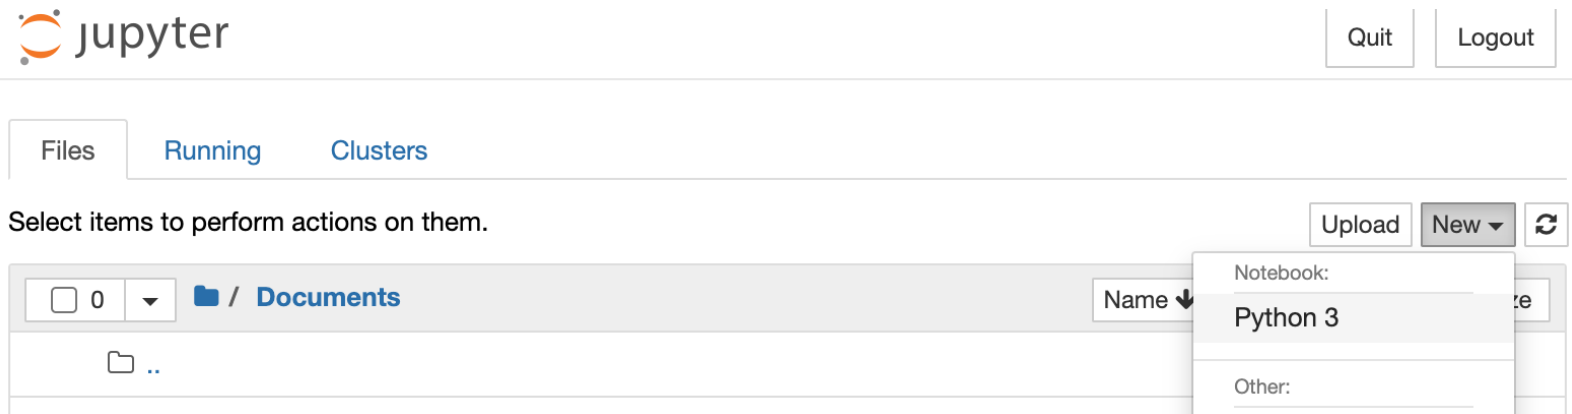 jupyter
Quit
Logout
Files
Running
Clusters
Select items to perform actions on them.
Upload
New
0
/ Documents
Name
Notebook:
Python 3
..
Other: